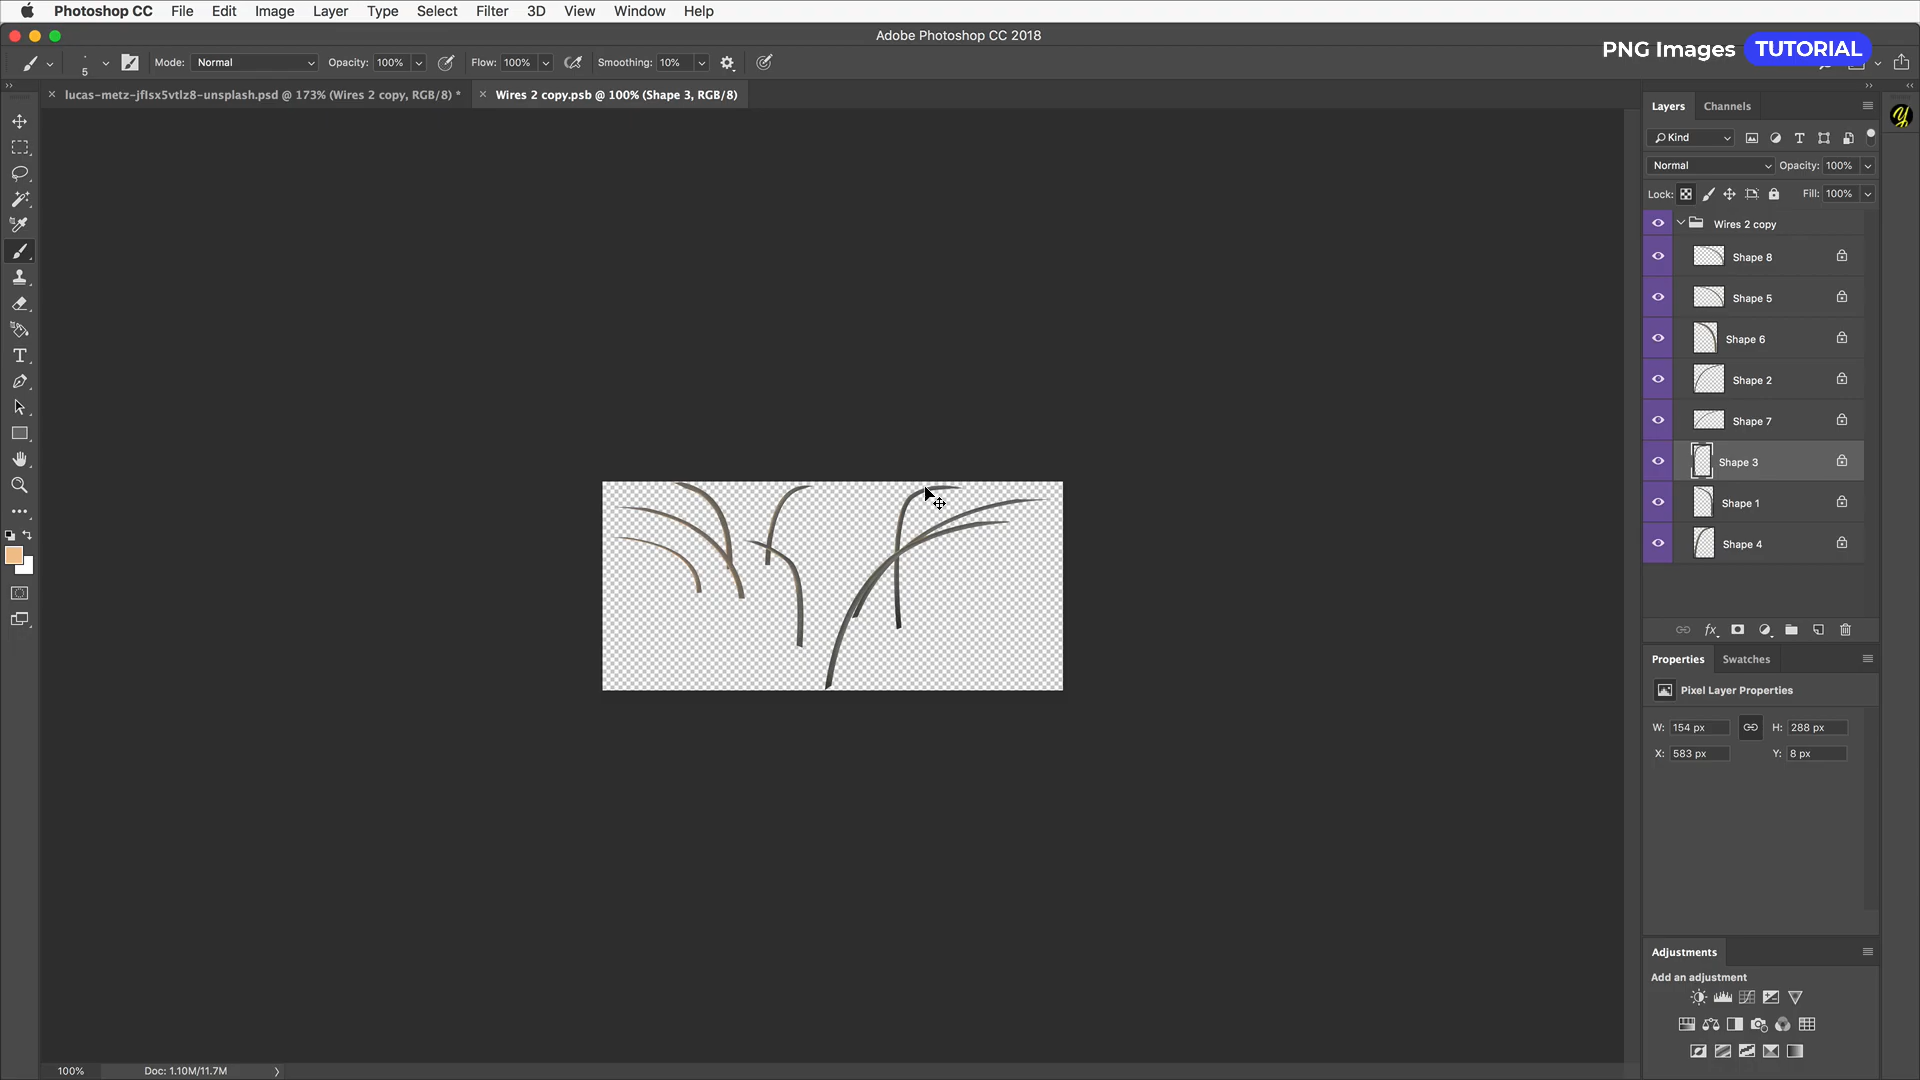 Photoshop CC File Edit Image Layer Type Select Filter 3D View Window Help
Adobe Photoshop CC 2018
PNG Images TUTORIAL
5 Mode: Normal Opacity: 100% Flow: 100% Smoothing: 10%
lucas-metz-jfIsx5vtIz8-unsplash.psd @ 173% (Wires 2 copy, RGB/8) *
Wires 2 copy.psb @ 100% (Shape 3, RGB/8)
Layers Channels
Kind
Normal Opacity: 100%
Lock: Fill: 100%
Wires 2 copy
Shape 8
Shape 5
Shape 6
Shape 2
Shape 7
Shape 3
Shape 1
Shape 4
fx
Properties Swatches
Pixel Layer Properties
W: 154 px H: 288 px
X: 583 px Y: 8 px
Adjustments
Add an adjustment
100% Doc: 1.10M/11.7M